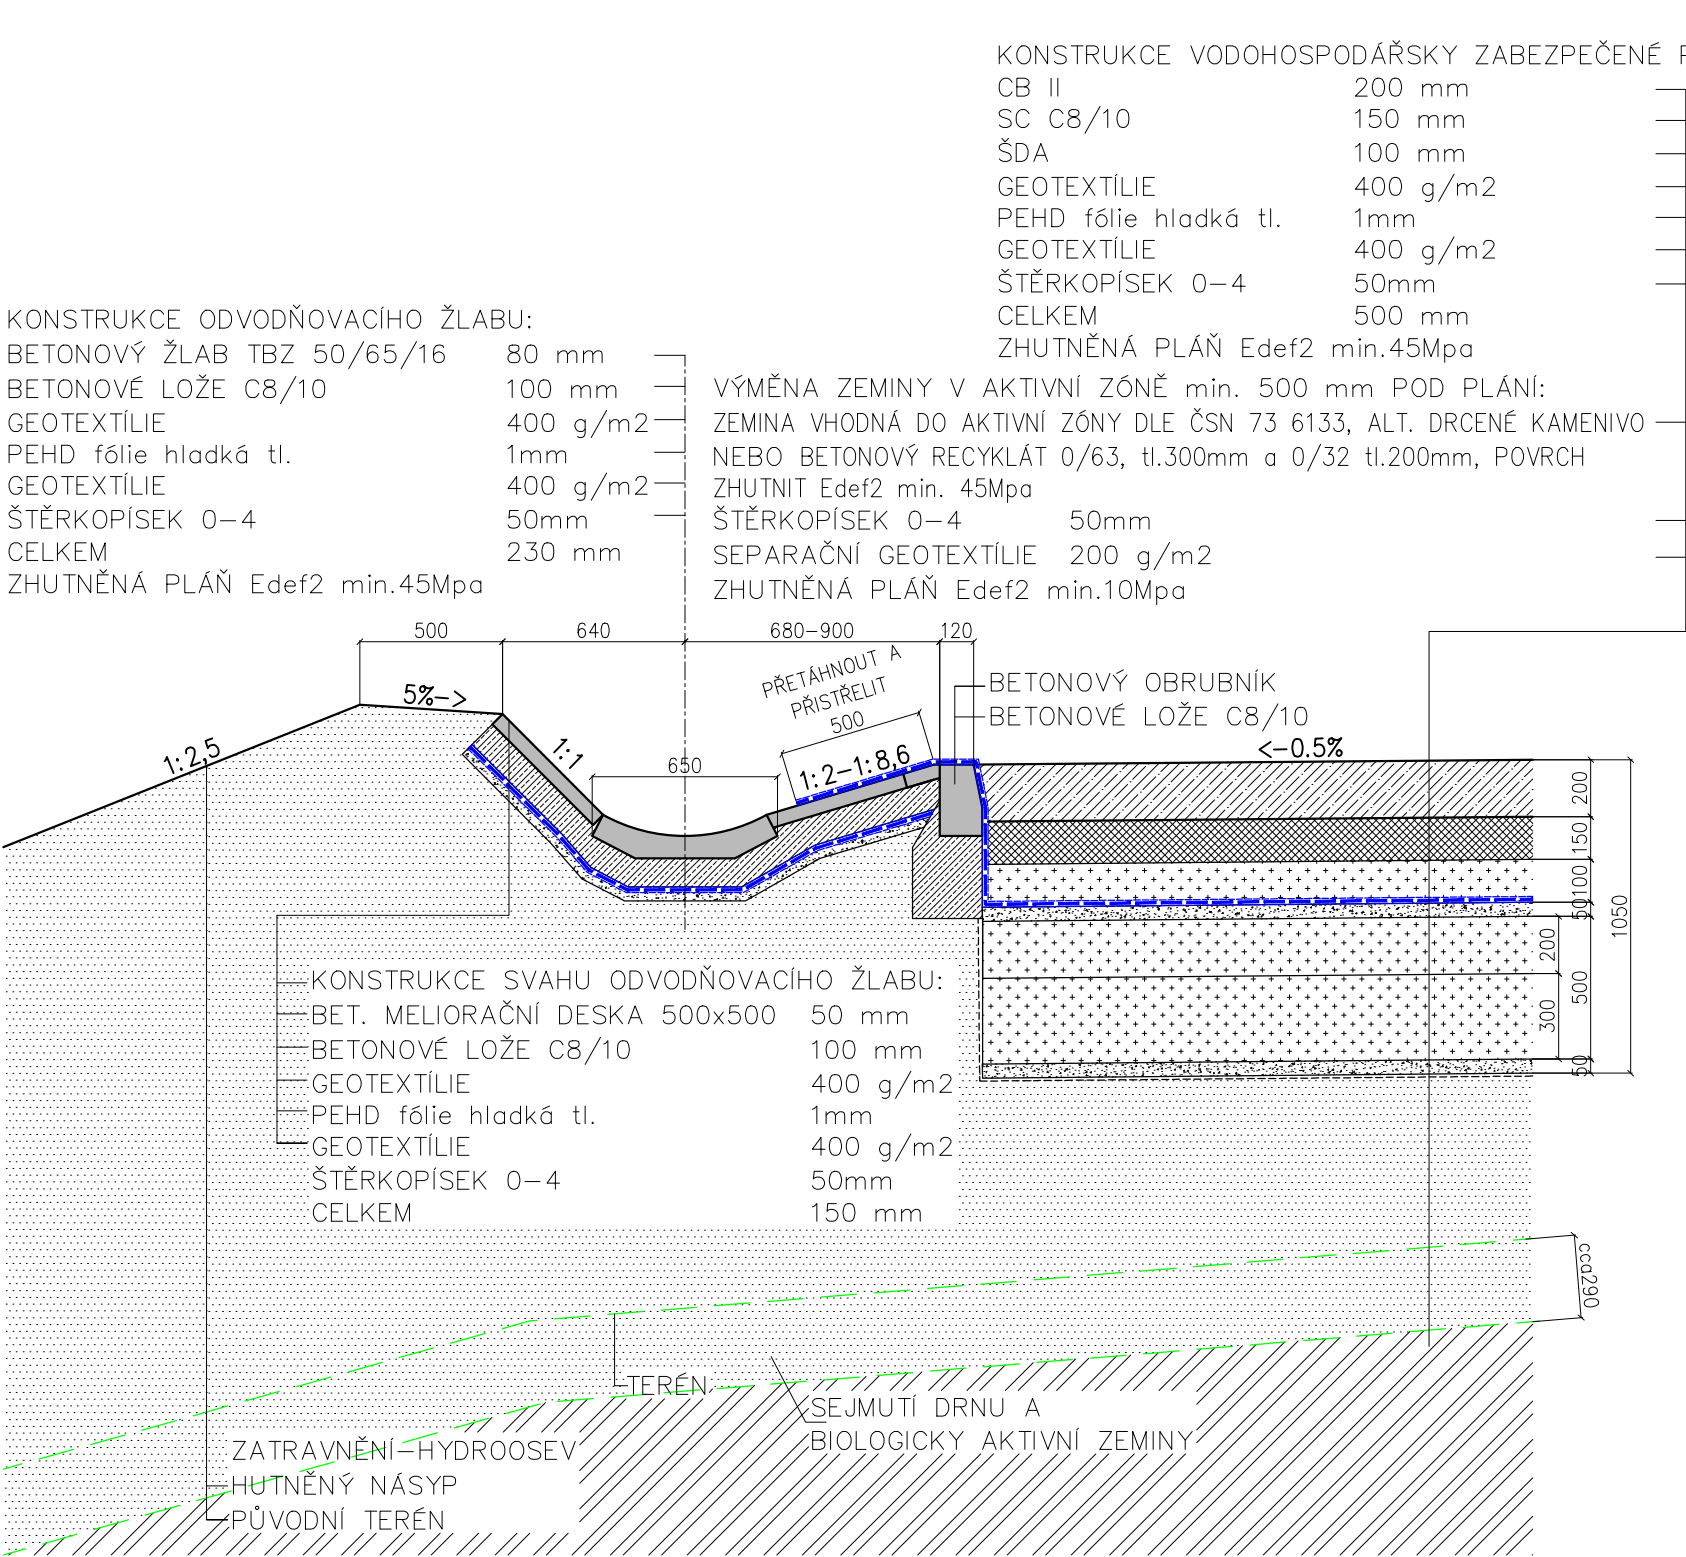 KONSTRUKCE VODOHOSPODÁŘSKY ZABEZPEČENÉ
CB II 200 mm
SC C8/10 150 mm
ŠDA 100 mm
GEOTEXTÍLIE 400 g/m2
PEHD fólie hladká tl. 1mm
GEOTEXTÍLIE 400 g/m2
ŠTĚRKOPÍSEK 0-4 50mm
CELKEM 500 mm
ZHUTNĚNÁ PLÁŇ Edef2 min.45Mpa
KONSTRUKCE ODVODŇOVACÍHO ŽLABU:
BETONOVÝ ŽLAB TBZ 50/65/16 80 mm
BETONOVÉ LOŽE C8/10 100 mm
GEOTEXTÍLIE 400 g/m2
PEHD fólie hladká tl. 1mm
GEOTEXTÍLIE 400 g/m2
ŠTĚRKOPÍSEK 0-4 50mm
CELKEM 230 mm
ZHUTNĚNÁ PLÁŇ Edef2 min.45Mpa
VÝMĚNA ZEMINY V AKTIVNÍ ZÓNĚ min. 500 mm POD PLÁNÍ:
ZEMINA VHODNÁ DO AKTIVNÍ ZÓNY DLE ČSN 73 6133, ALT. DRCENÉ KAMENIVO
NEBO BETONOVÝ RECYKLÁT 0/63, tl.300mm a 0/32 tl.200mm, POVRCH
ZHUTNIT Edef2 min. 45Mpa
ŠTĚRKOPÍSEK 0-4 50mm
SEPARAČNÍ GEOTEXTÍLIE 200 g/m2
ZHUTNĚNÁ PLÁŇ Edef2 min.10Mpa
500 640 680-900 120
PŘETÁHNOUT A
PŘISTŘELIT
500
BETONOVÝ OBRUBNÍK
BETONOVÉ LOŽE C8/10
5%->
1:2,5
1:1
650
1:2-1:8,6
<-0.5%
200
150
100
50
200
300
500
50
1050
KONSTRUKCE SVAHU ODVODŇOVACÍHO ŽLABU:
BET. MELIORAČNÍ DESKA 500x500 50 mm
BETONOVÉ LOŽE C8/10 100 mm
GEOTEXTÍLIE 400 g/m2
PEHD fólie hladká tl. 1mm
GEOTEXTÍLIE 400 g/m2
ŠTĚRKOPÍSEK 0-4 50mm
CELKEM 150 mm
cca290
TERÉN
SEJMUTÍ DRNU A
BIOLOGICKY AKTIVNÍ ZEMINY
ZATRAVNĚNÍ-HYDROOSEV
HUTNĚNÝ NÁSYP
PŮVODNÍ TERÉN